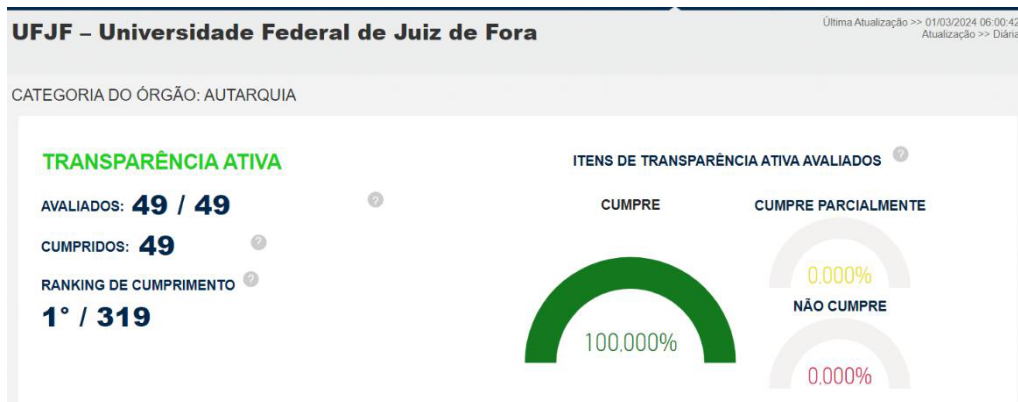 UFJF – Universidade Federal de Juiz de Fora
Última Atualização >> 01/03/2024 06:00:42
Atualização >> Diária
CATEGORIA DO ÓRGÃO: AUTARQUIA
TRANSPARÊNCIA ATIVA
AVALIADOS: 49 / 49 ?
CUMPRIDOS: 49 ?
RANKING DE CUMPRIMENTO ?
1° / 319
ITENS DE TRANSPARÊNCIA ATIVA AVALIADOS ?
CUMPRE
100,000%
CUMPRE PARCIALMENTE
0.000%
NÃO CUMPRE
0.000%